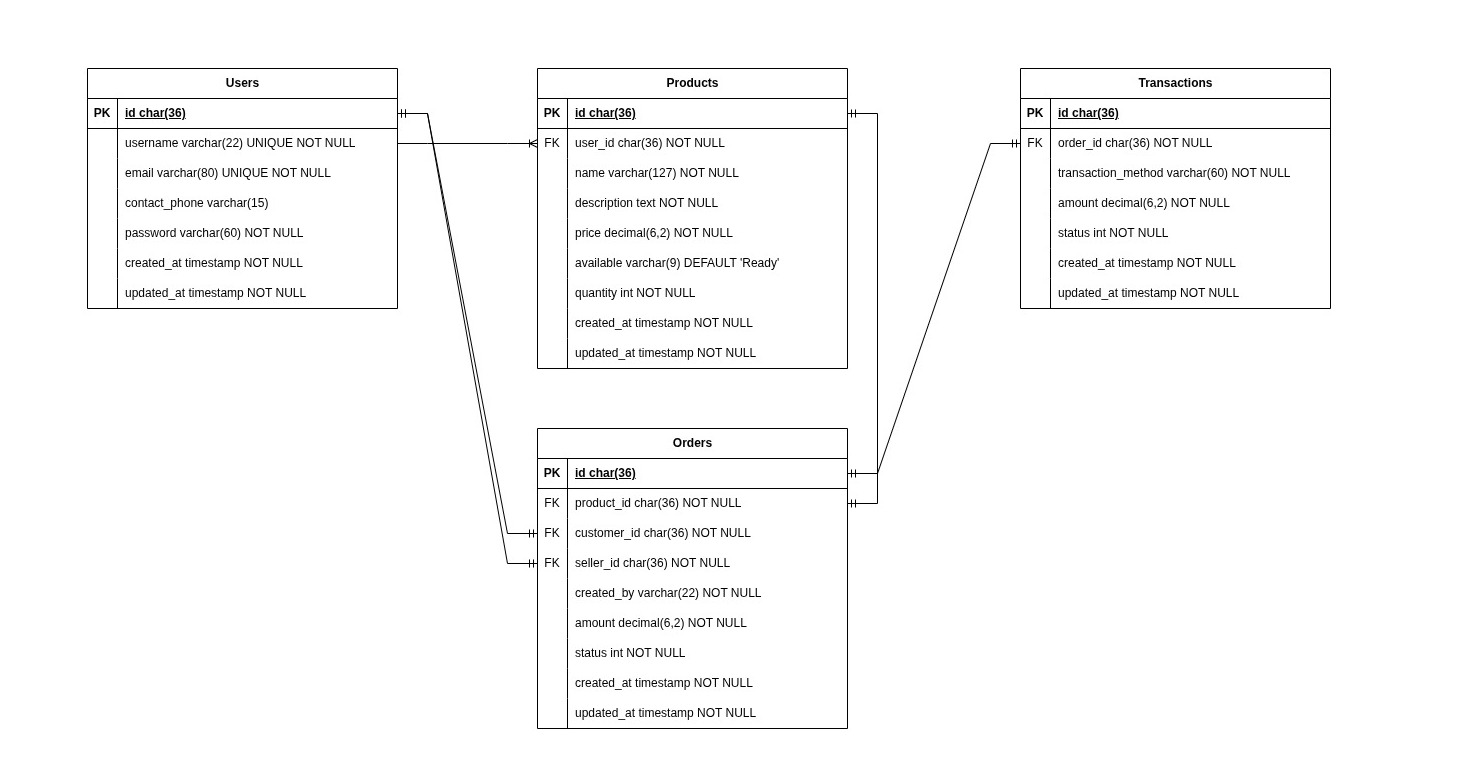 Users
PK id char(36)
username varchar(22) UNIQUE NOT NULL
email varchar(80) UNIQUE NOT NULL
contact_phone varchar(15)
password varchar(60) NOT NULL
created_at timestamp NOT NULL
updated_at timestamp NOT NULL
Products
PK id char(36)
FK user_id char(36) NOT NULL
name varchar(127) NOT NULL
description text NOT NULL
price decimal(6,2) NOT NULL
available varchar(9) DEFAULT 'Ready'
quantity int NOT NULL
created_at timestamp NOT NULL
updated_at timestamp NOT NULL
Transactions
PK id char(36)
FK order_id char(36) NOT NULL
transaction_method varchar(60) NOT NULL
amount decimal(6,2) NOT NULL
status int NOT NULL
created_at timestamp NOT NULL
updated_at timestamp NOT NULL
Orders
PK id char(36)
FK product_id char(36) NOT NULL
FK customer_id char(36) NOT NULL
FK seller_id char(36) NOT NULL
created_by varchar(22) NOT NULL
amount decimal(6,2) NOT NULL
status int NOT NULL
created_at timestamp NOT NULL
updated_at timestamp NOT NULL